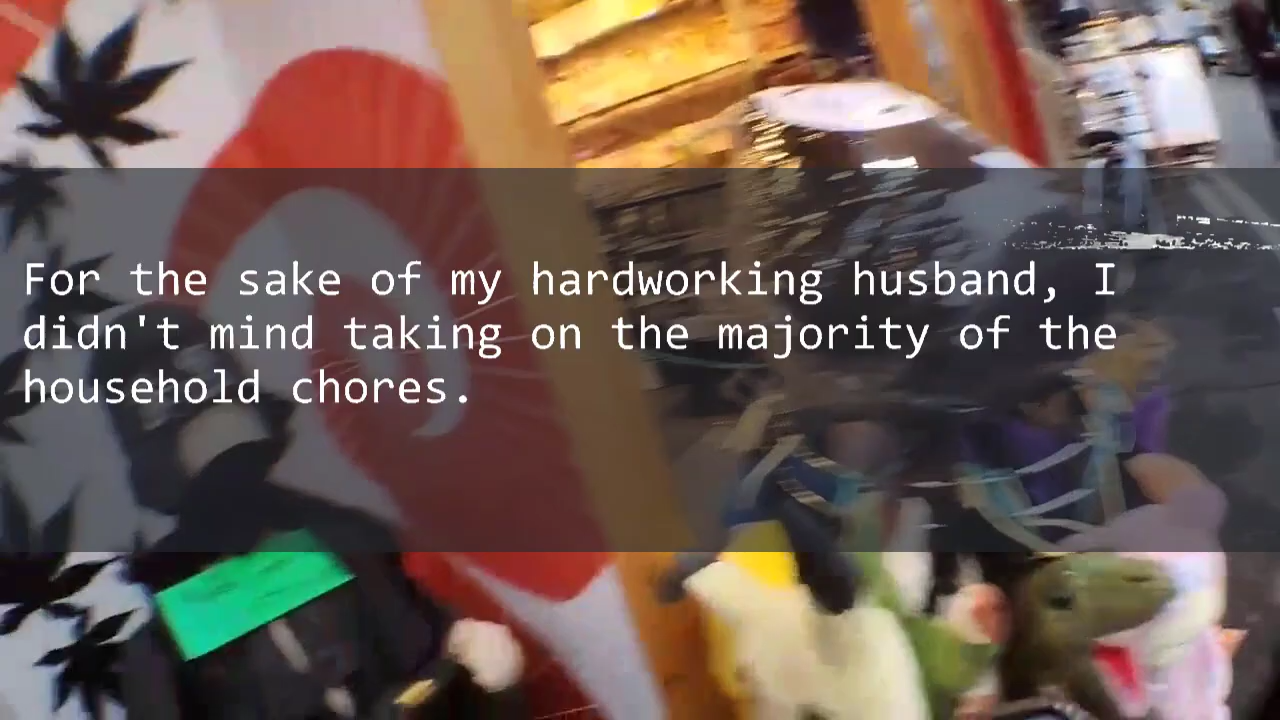 For the sake of my hardworking husband, I
didn't mind taking on the majority of the
household chores.